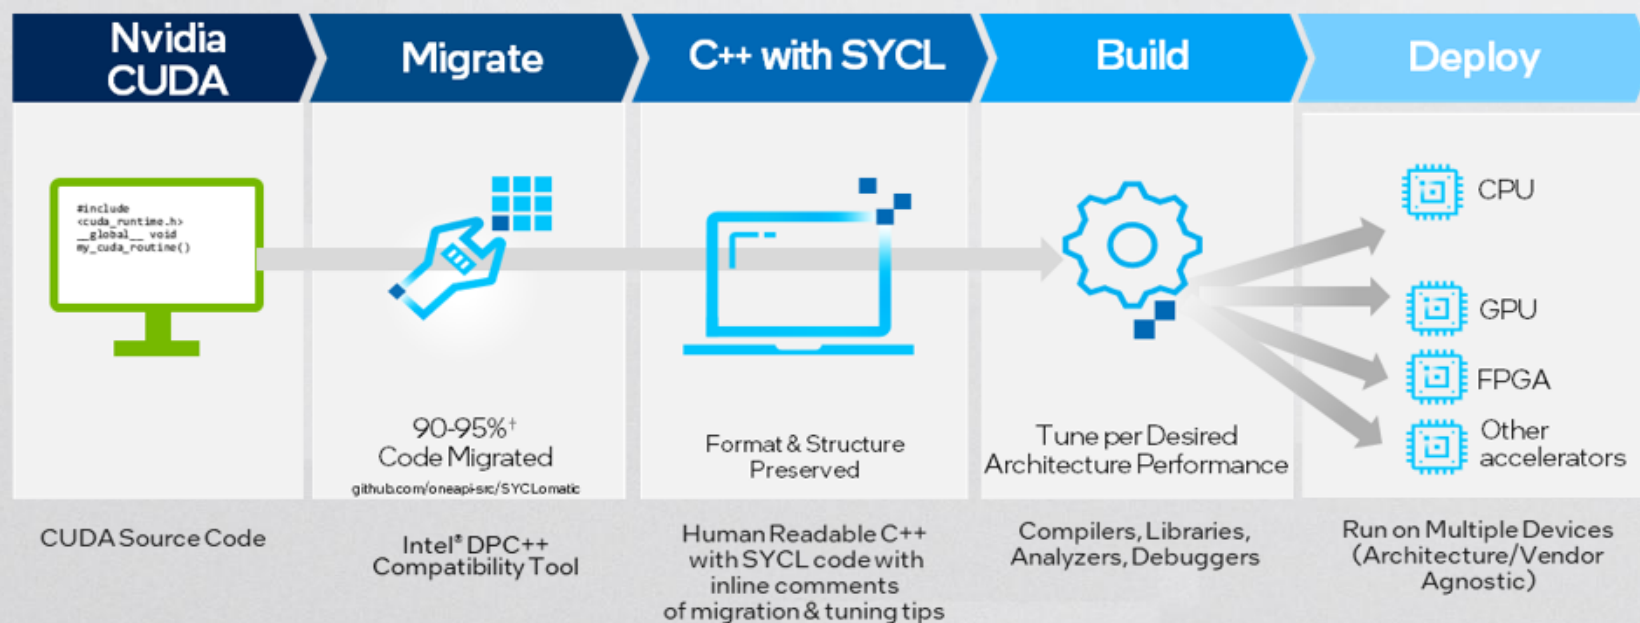 Nvidia
CUDA
Migrate
C++ with SYCL
Build
Deploy
#include
<cuda_runtime.h>
__global__ void
my_cuda_routine()
90-95%†
Code Migrated
github.com/oneapi-src/SYCLomatic
Format & Structure
Preserved
Tune per Desired
Architecture Performance
CPU
GPU
FPGA
Other
accelerators
CUDA Source Code
Intel® DPC++
Compatibility Tool
Human Readable C++
with SYCL code with
inline comments
of migration & tuning tips
Compilers, Libraries,
Analyzers, Debuggers
Run on Multiple Devices
(Architecture/Vendor
Agnostic)